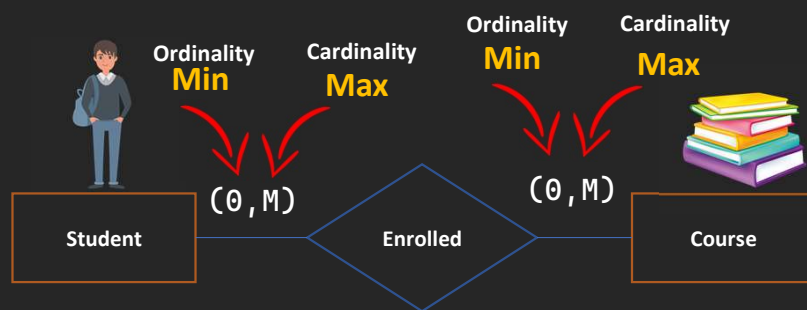 Ordinality
Min
Cardinality
Max
Ordinality
Min
Cardinality
Max
(0,M)
(0,M)
Student
Enrolled
Course